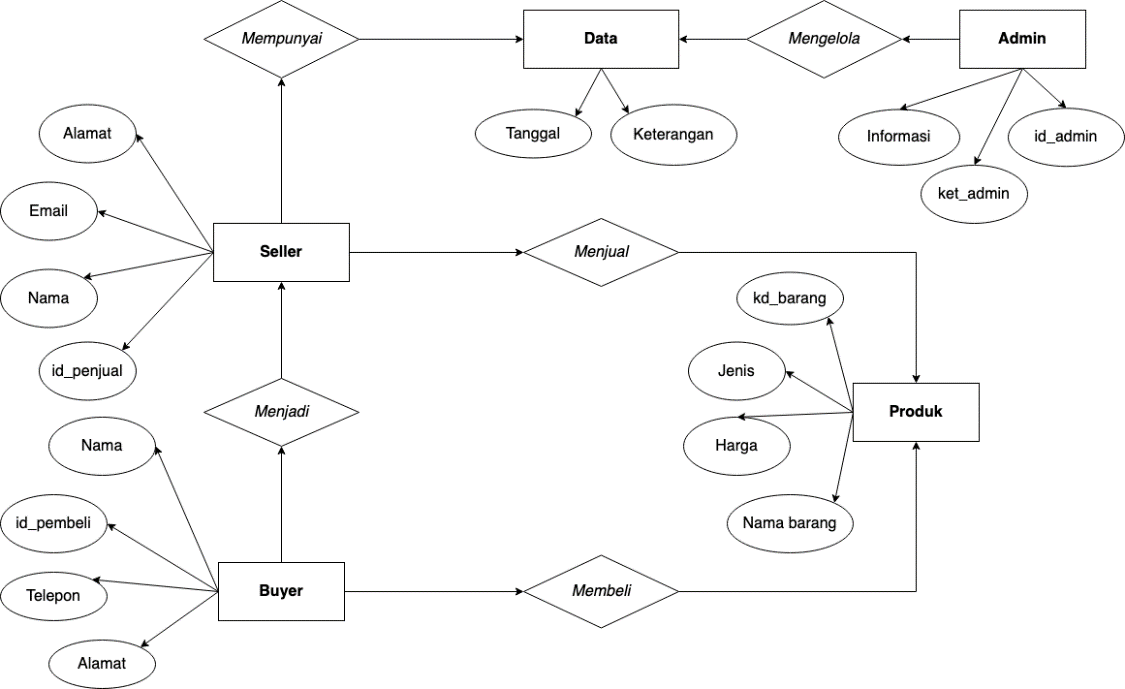 Mempunyai
Data
Mengelola
Admin
Alamat
Tanggal
Keterangan
Informasi
id_admin
ket_admin
Email
Seller
Menjual
Nama
kd_barang
id_penjual
Jenis
Menjadi
Produk
Nama
Harga
id_pembeli
Nama barang
Telepon
Buyer
Membeli
Alamat